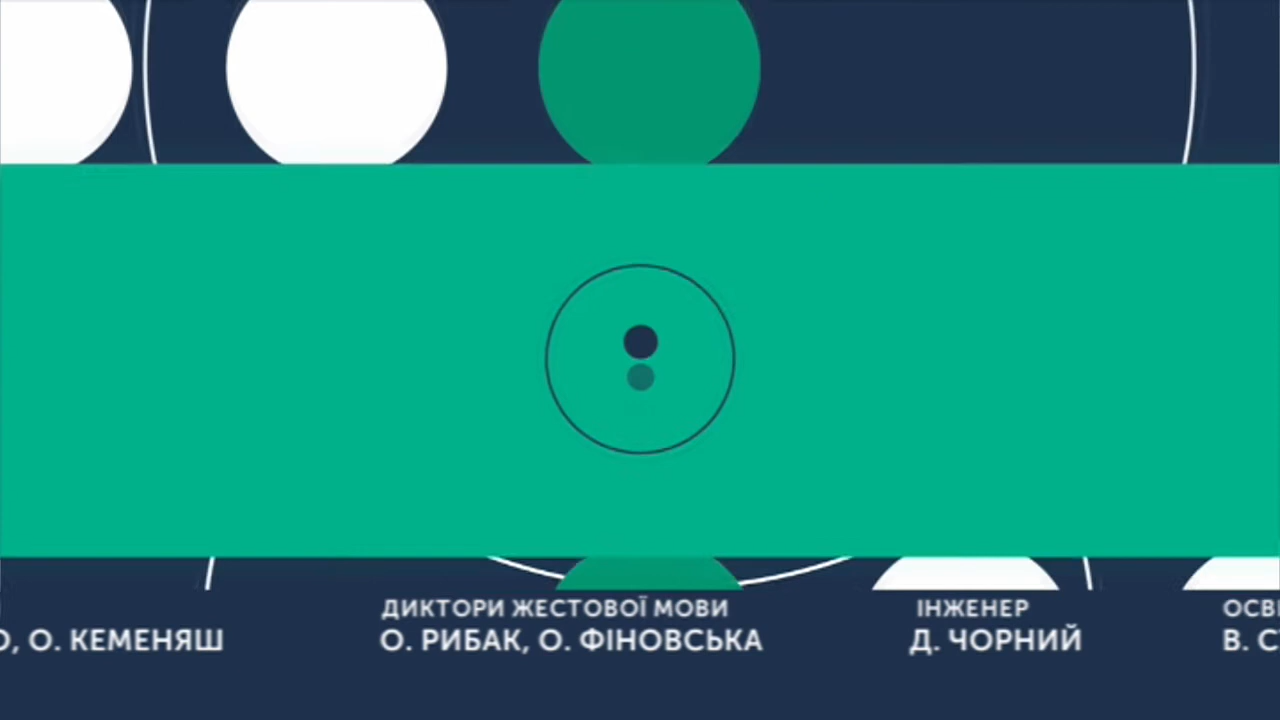 ДИКТОРИ ЖЕСТОВОЇ МОВИ ІНЖЕНЕР
О. КЕМЕНЯШ О. РИБАК, О. ФІНОВСЬКА Д. ЧОРНИЙ В.